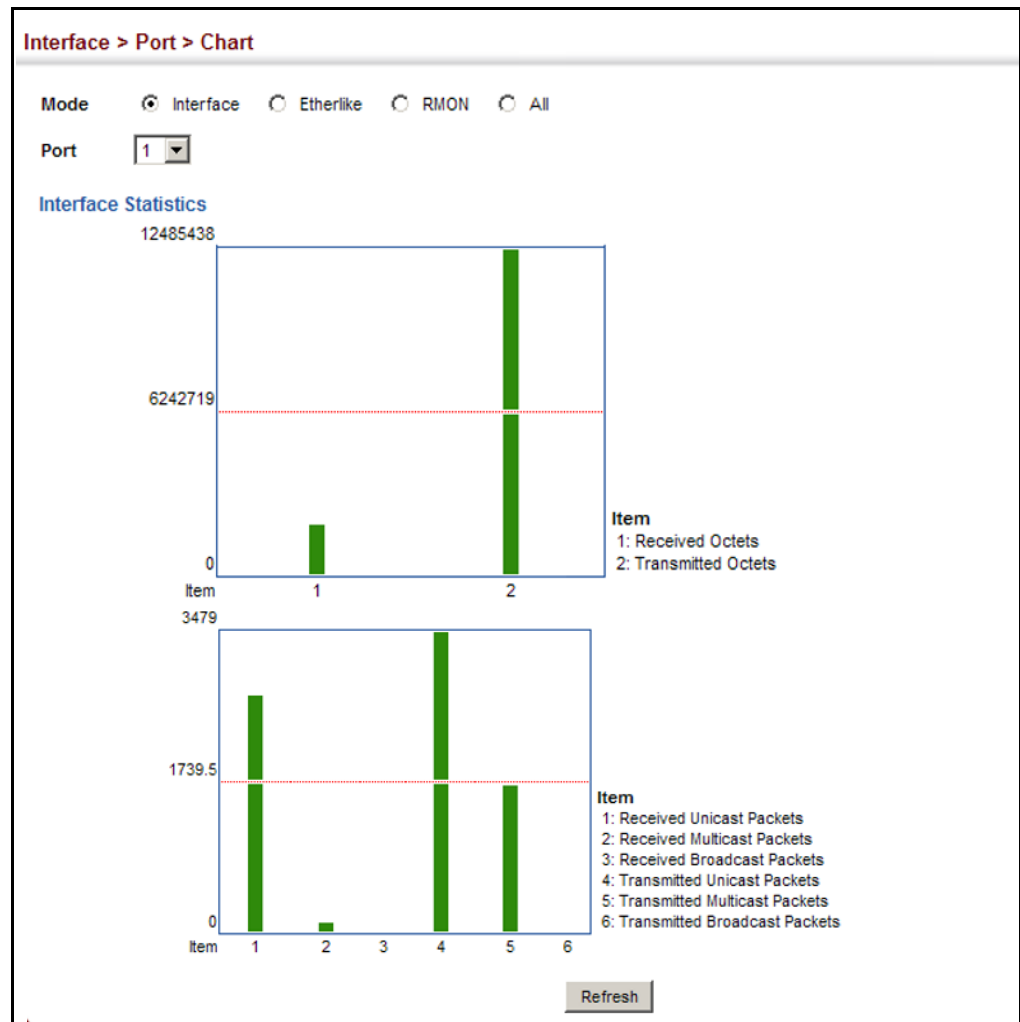 Interface > Port > Chart
Mode Interface Etherlike RMON All
Port 1
Interface Statistics
12485438
6242719
0
Item 1 2
Item
1: Received Octets
2: Transmitted Octets
3479
1739.5
0
Item 1 2 3 4 5 6
Item
1: Received Unicast Packets
2: Received Multicast Packets
3: Received Broadcast Packets
4: Transmitted Unicast Packets
5: Transmitted Multicast Packets
6: Transmitted Broadcast Packets
Refresh